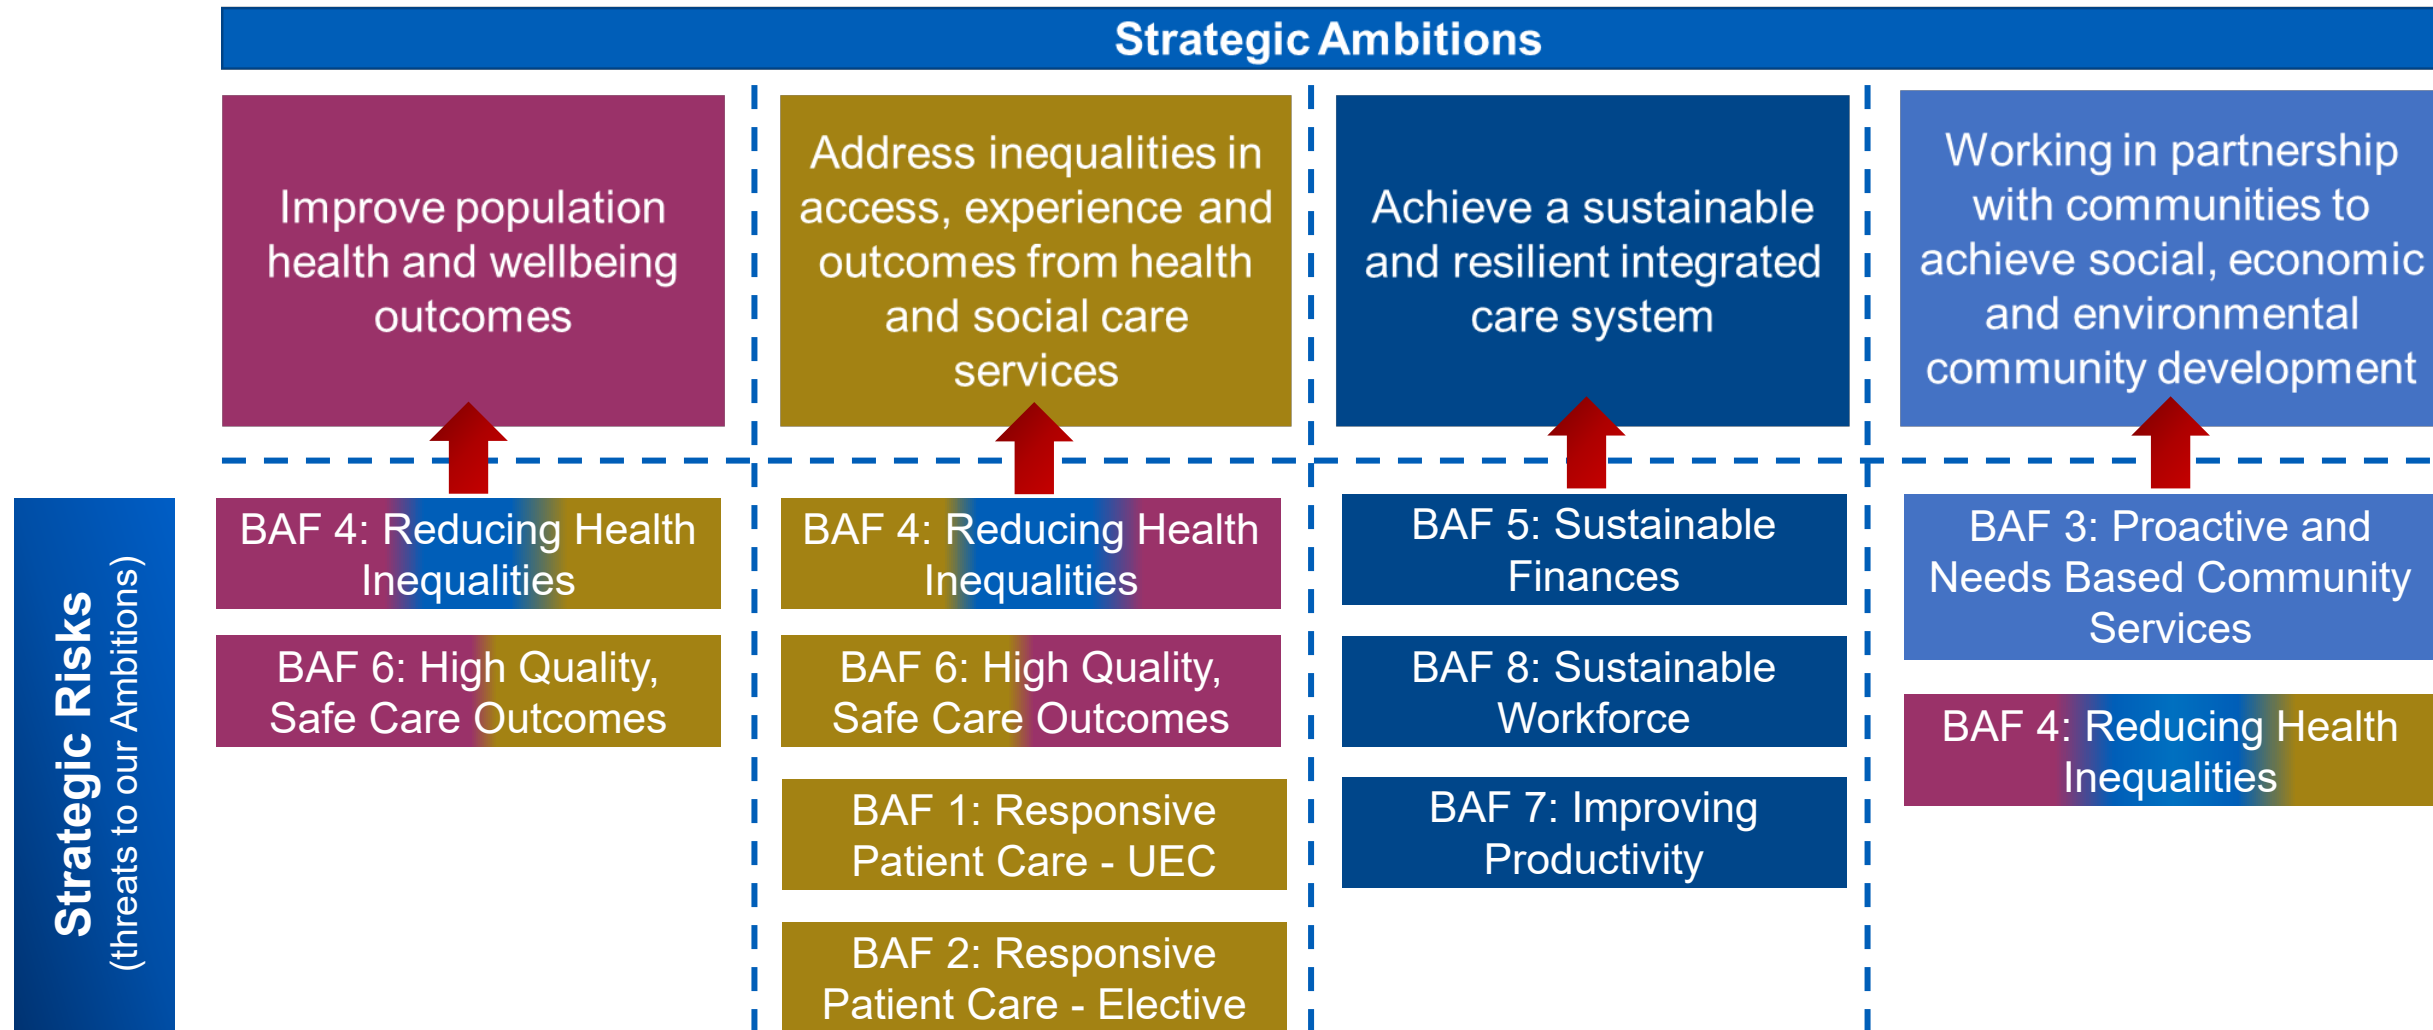 Strategic Ambitions
Improve population
health and wellbeing
outcomes
Address inequalities in
access, experience and
outcomes from health
and social care
services
Achieve a sustainable
and resilient integrated
care system
Working in partnership
with communities to
achieve social, economic
and environmental
community development
Strategic Risks
(threats to our Ambitions)
BAF 4: Reducing Health
Inequalities
BAF 6: High Quality,
Safe Care Outcomes
BAF 4: Reducing Health
Inequalities
BAF 6: High Quality,
Safe Care Outcomes
BAF 1: Responsive
Patient Care - UEC
BAF 2: Responsive
Patient Care - Elective
BAF 5: Sustainable
Finances
BAF 8: Sustainable
Workforce
BAF 7: Improving
Productivity
BAF 3: Proactive and
Needs Based Community
Services
BAF 4: Reducing Health
Inequalities